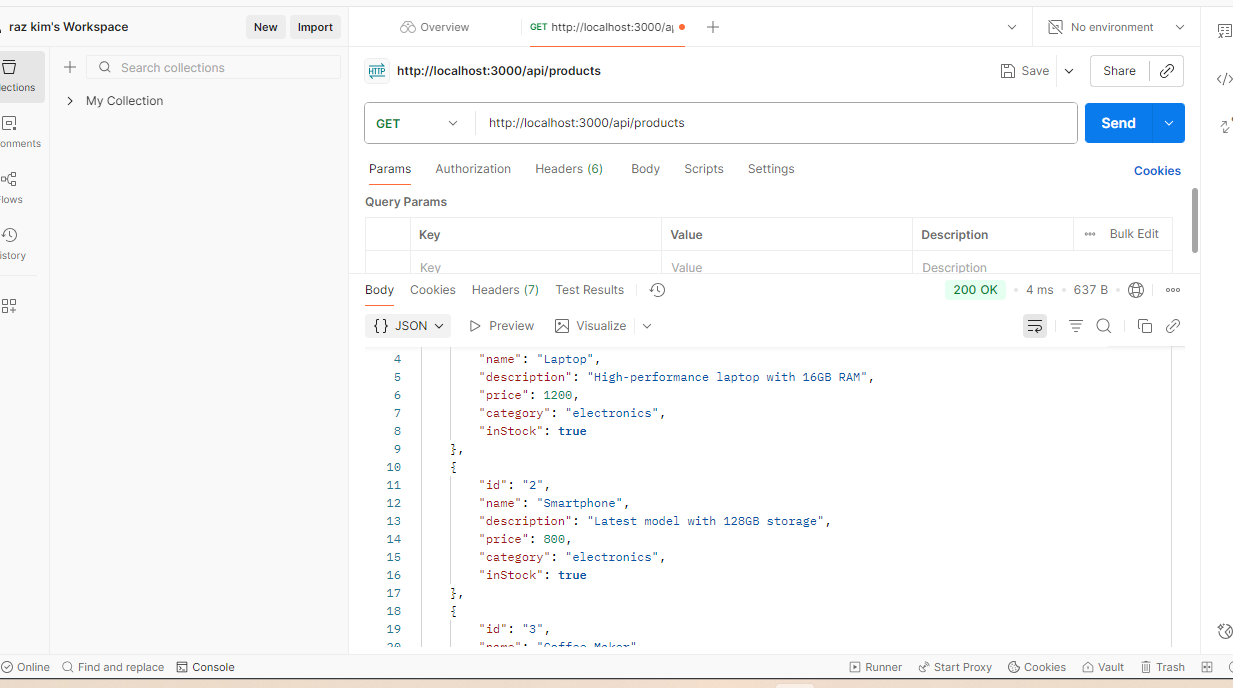 raz kim's Workspace
New
Import
Overview
GET http://localhost:3000/a
No environment
Search collections
My Collection
HTTP
http://localhost:3000/api/products
Save
Share
GET
http://localhost:3000/api/products
Send
Params
Authorization
Headers (6)
Body
Scripts
Settings
Cookies
Query Params
Key
Value
Description
Bulk Edit
Key
Value
Description
Body
Cookies
Headers (7)
Test Results
200 OK
4 ms
637 B
{} JSON
Preview
Visualize
4 "name": "Laptop",
5 "description": "High-performance laptop with 16GB RAM",
6 "price": 1200,
7 "category": "electronics",
8 "inStock": true
9 },
10 {
11 "id": "2",
12 "name": "Smartphone",
13 "description": "Latest model with 128GB storage",
14 "price": 800,
15 "category": "electronics",
16 "inStock": true
17 },
18 {
19 "id": "3",
20 "name": "Coffee Maker"
Online
Find and replace
Console
Runner
Start Proxy
Cookies
Vault
Trash